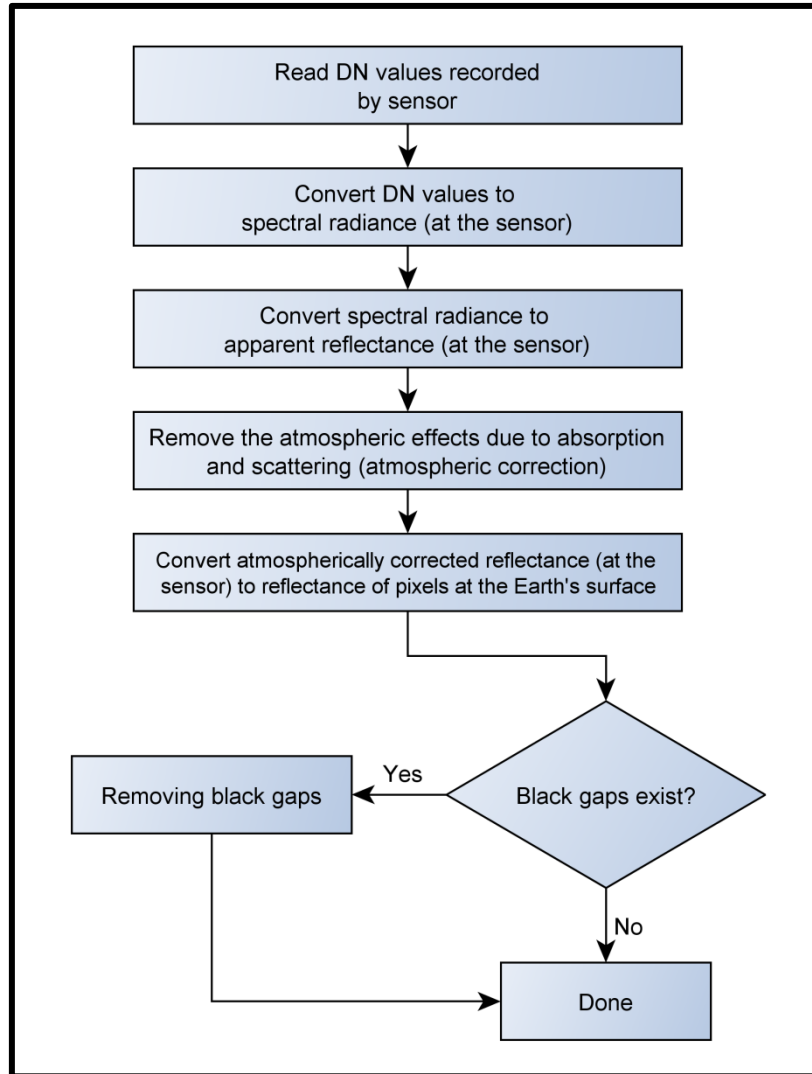 Read DN values recorded
by sensor
Convert DN values to
spectral radiance (at the sensor)
Convert spectral radiance to
apparent reflectance (at the sensor)
Remove the atmospheric effects due to absorption
and scattering (atmospheric correction)
Convert atmospherically corrected reflectance (at the
sensor) to reflectance of pixels at the Earth's surface
Black gaps exist?
Yes
Removing black gaps
No
Done